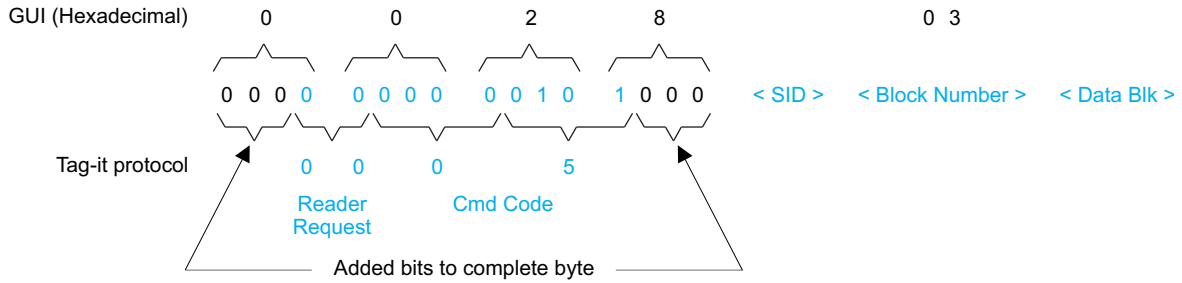 GUI (Hexadecimal) 0 0 2 8 0 3
0 0 0 0 0 0 0 0 0 0 1 0 1 0 0 0 < SID > < Block Number > < Data Blk >
Tag-it protocol 0 0 0 5
Reader Cmd Code
Request
Added bits to complete byte